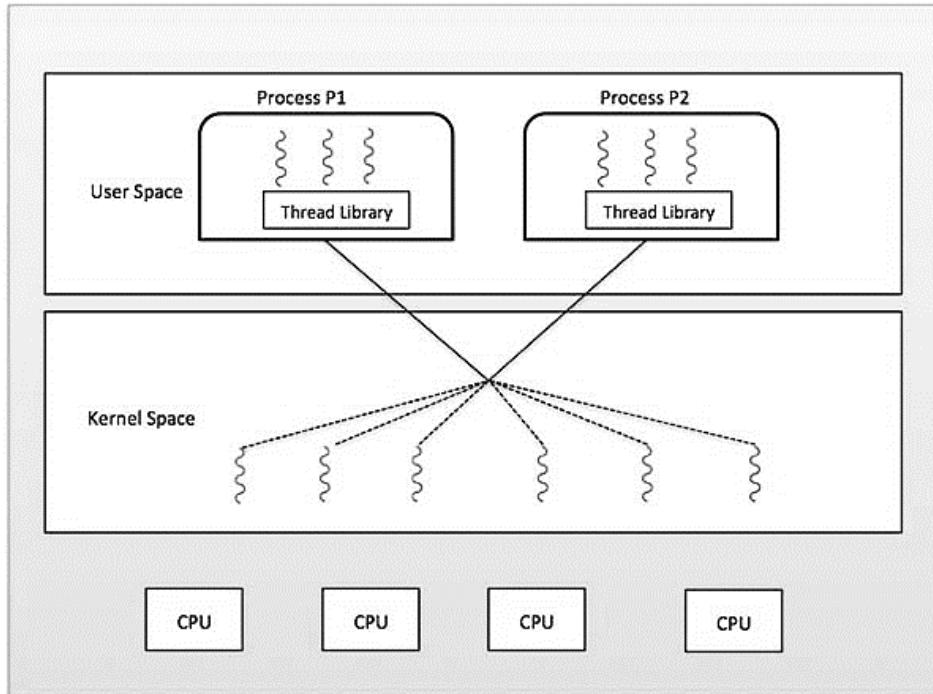 Process P1
Process P2
User Space
Thread Library
Thread Library
Kernel Space
CPU
CPU
CPU
CPU